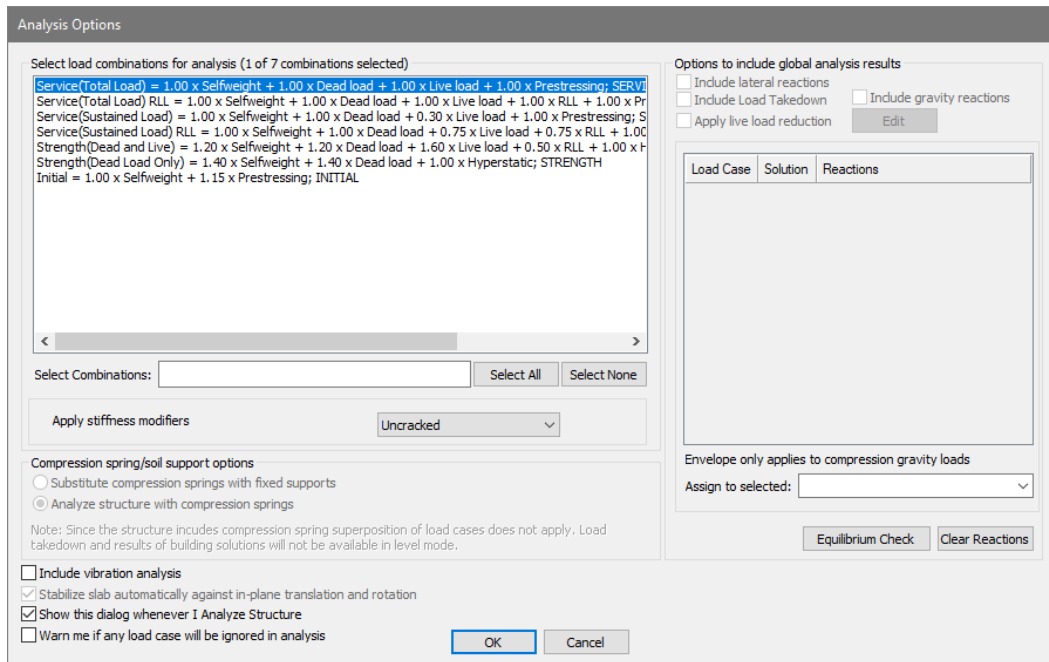 Analysis Options
Select load combinations for analysis (1 of 7 combinations selected)
Service(Total Load) = 1.00 x Selfweight + 1.00 x Dead load + 1.00 x Live load + 1.00 x Prestressing; SERVI
Service(Total Load) RLL = 1.00 x Selfweight + 1.00 x Dead load + 1.00 x Live load + 1.00 x RLL + 1.00 x Pr
Service(Sustained Load) = 1.00 x Selfweight + 1.00 x Dead load + 0.30 x Live load + 1.00 x Prestressing; S
Service(Sustained Load) RLL = 1.00 x Selfweight + 1.00 x Dead load + 0.75 x Live load + 0.75 x RLL + 1.00
Strength(Dead and Live) = 1.20 x Selfweight + 1.20 x Dead load + 1.60 x Live load + 0.50 x RLL + 1.00 x H
Strength(Dead Load Only) = 1.40 x Selfweight + 1.40 x Dead load + 1.00 x Hyperstatic; STRENGTH
Initial = 1.00 x Selfweight + 1.15 x Prestressing; INITIAL
Select Combinations:
Select All
Select None
Apply stiffness modifiers
Uncracked
Compression spring/soil support options
Substitute compression springs with fixed supports
Analyze structure with compression springs
Note: Since the structure incudes compression spring superposition of load cases does not apply. Load
takedown and results of building solutions will not be available in level mode.
Include vibration analysis
Stabilize slab automatically against in-plane translation and rotation
Show this dialog whenever I Analyze Structure
Warn me if any load case will be ignored in analysis
Options to include global analysis results
Include lateral reactions
Include Load Takedown
Include gravity reactions
Apply live load reduction
Edit
Load Case Solution Reactions
Envelope only applies to compression gravity loads
Assign to selected:
Equilibrium Check
Clear Reactions
OK
Cancel